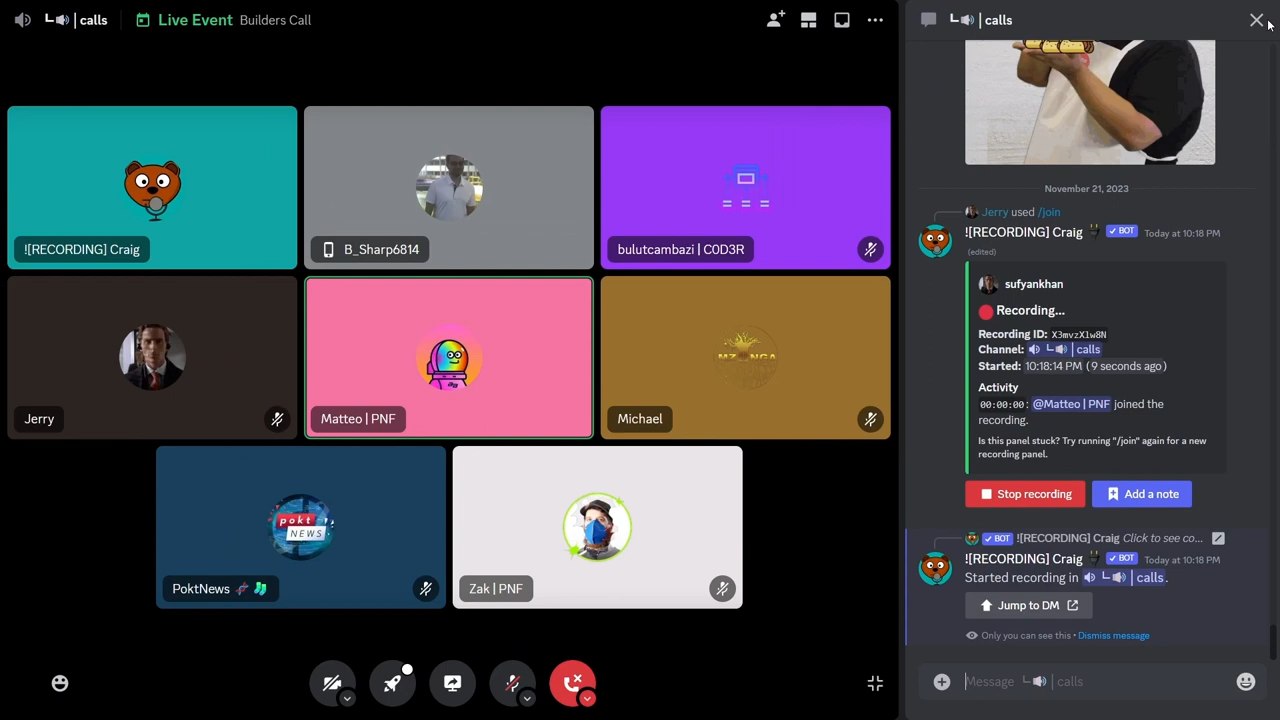 | calls
Live Event Builders Call
![RECORDING] Craig
B_Sharp6814
bulutcambazi | C0D3R
Jerry
Matteo | PNF
MZONGA
Michael
pokt
NEWS
PoktNews
Zak | PNF
| calls
November 21, 2023
Jerry used /join
![RECORDING] Craig BOT Today at 10:18 PM
(edited)
sufyankhan
Recording...
Recording ID: X3mvzXlw8N
Channel: | calls
Started: 10:18:14 PM (9 seconds ago)
Activity
00:00:00: @Matteo | PNF joined the
recording.
Is this panel stuck? Try running "/join" again for a new
recording panel.
Stop recording
Add a note
BOT ![RECORDING] Craig Click to see co...
![RECORDING] Craig BOT Today at 10:18 PM
Started recording in | calls.
Jump to DM
Only you can see this • Dismiss message
Message | calls